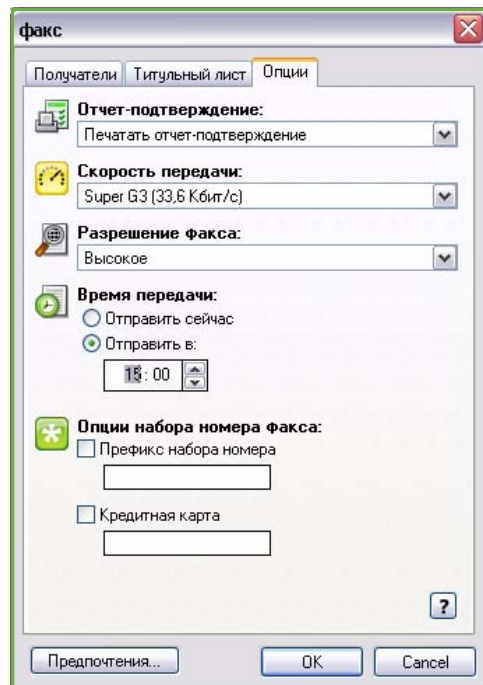 факс
Получатели Титульный лист Опции
Отчет-подтверждение:
Печатать отчет-подтверждение
Скорость передачи:
Super G3 (33,6 Кбит/с)
Разрешение факса:
Высокое
Время передачи:
Отправить сейчас
Отправить в:
15 : 00
Опции набора номера факса:
Префикс набора номера
Кредитная карта
?
Предпочтения... OK Cancel